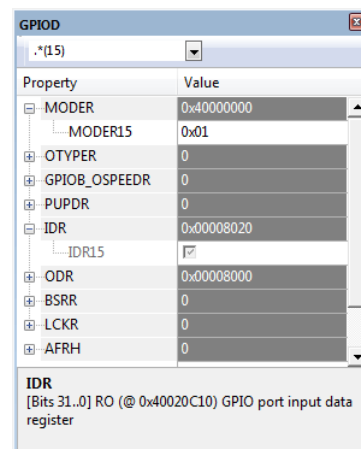 GPIOD
.*(15)
Property Value
MODER 0x40000000
MODER15 0x01
OTYPER 0
GPIOB_OSPEEDR 0
PUPDR 0
IDR 0x00008020
IDR15
ODR 0x00008000
BSRR 0
LCKR 0
AFRH 0
IDR
[Bits 31..0] RO (@ 0x40020C10) GPIO port input data
register